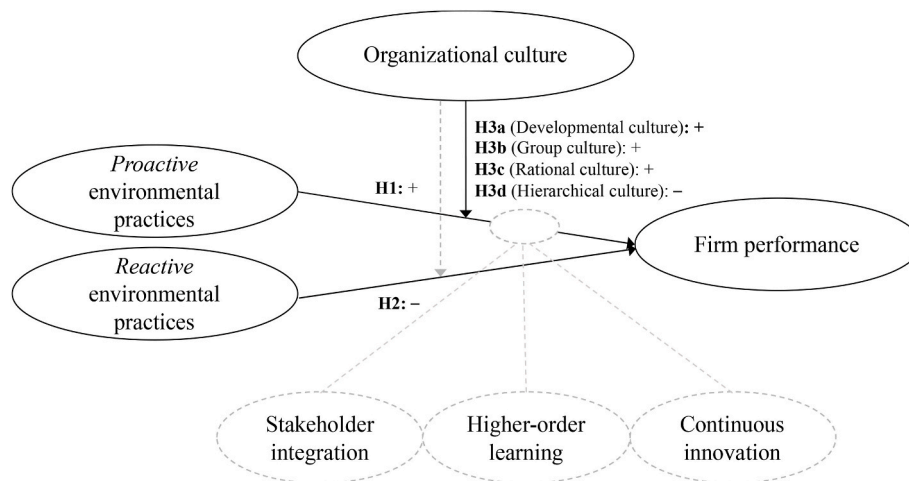 Organizational culture
H3a (Developmental culture): +
H3b (Group culture): +
H3c (Rational culture): +
H3d (Hierarchical culture): –
Proactive
environmental
practices
H1: +
Firm performance
Reactive
environmental
practices
H2: –
Stakeholder
integration
Higher-order
learning
Continuous
innovation